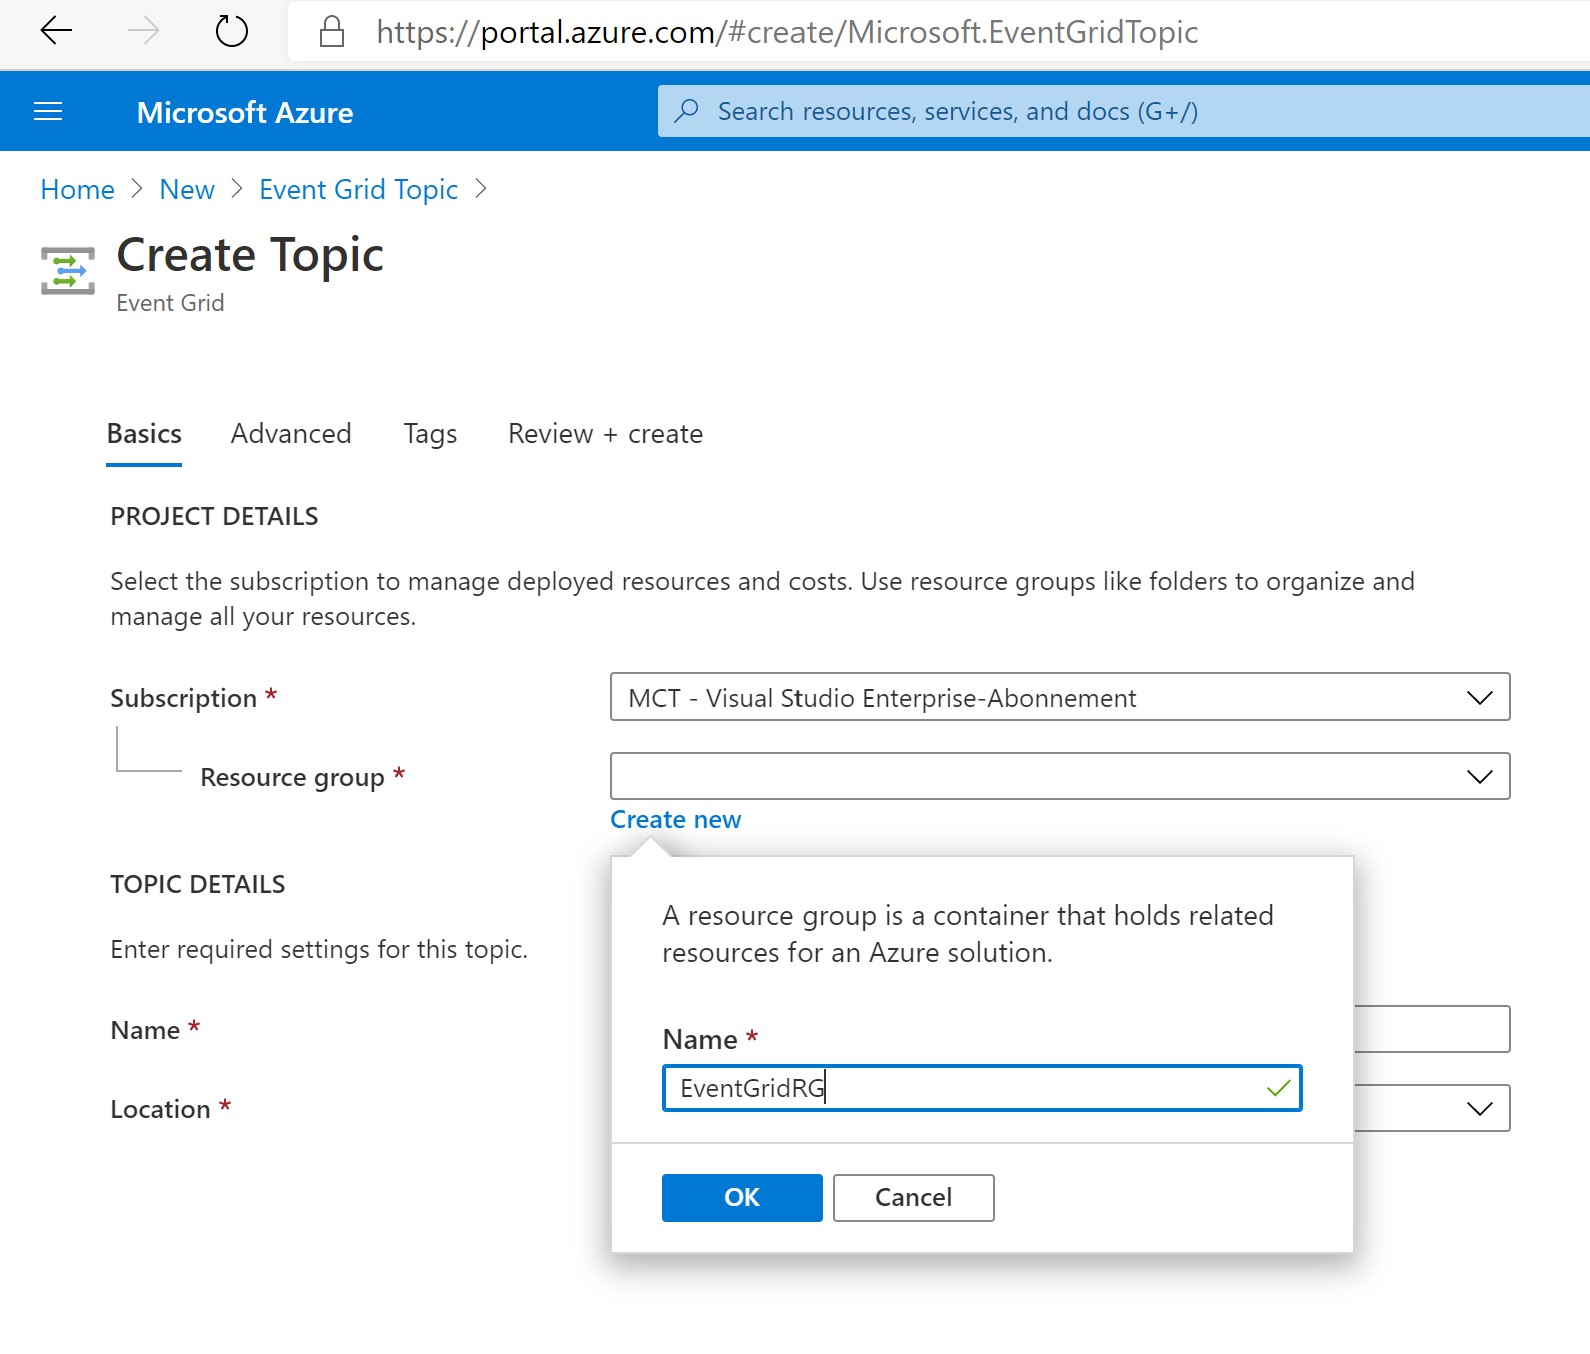 https://portal.azure.com/#create/Microsoft.EventGridTopic
Microsoft Azure
Search resources, services, and docs (G+/)
Home > New > Event Grid Topic >
Create Topic
Event Grid
Basics Advanced Tags Review + create
PROJECT DETAILS
Select the subscription to manage deployed resources and costs. Use resource groups like folders to organize and
manage all your resources.
Subscription * MCT - Visual Studio Enterprise-Abonnement
Resource group *
Create new
A resource group is a container that holds related
resources for an Azure solution.
Name *
EventGridRG
OK Cancel
TOPIC DETAILS
Enter required settings for this topic.
Name *
Location *